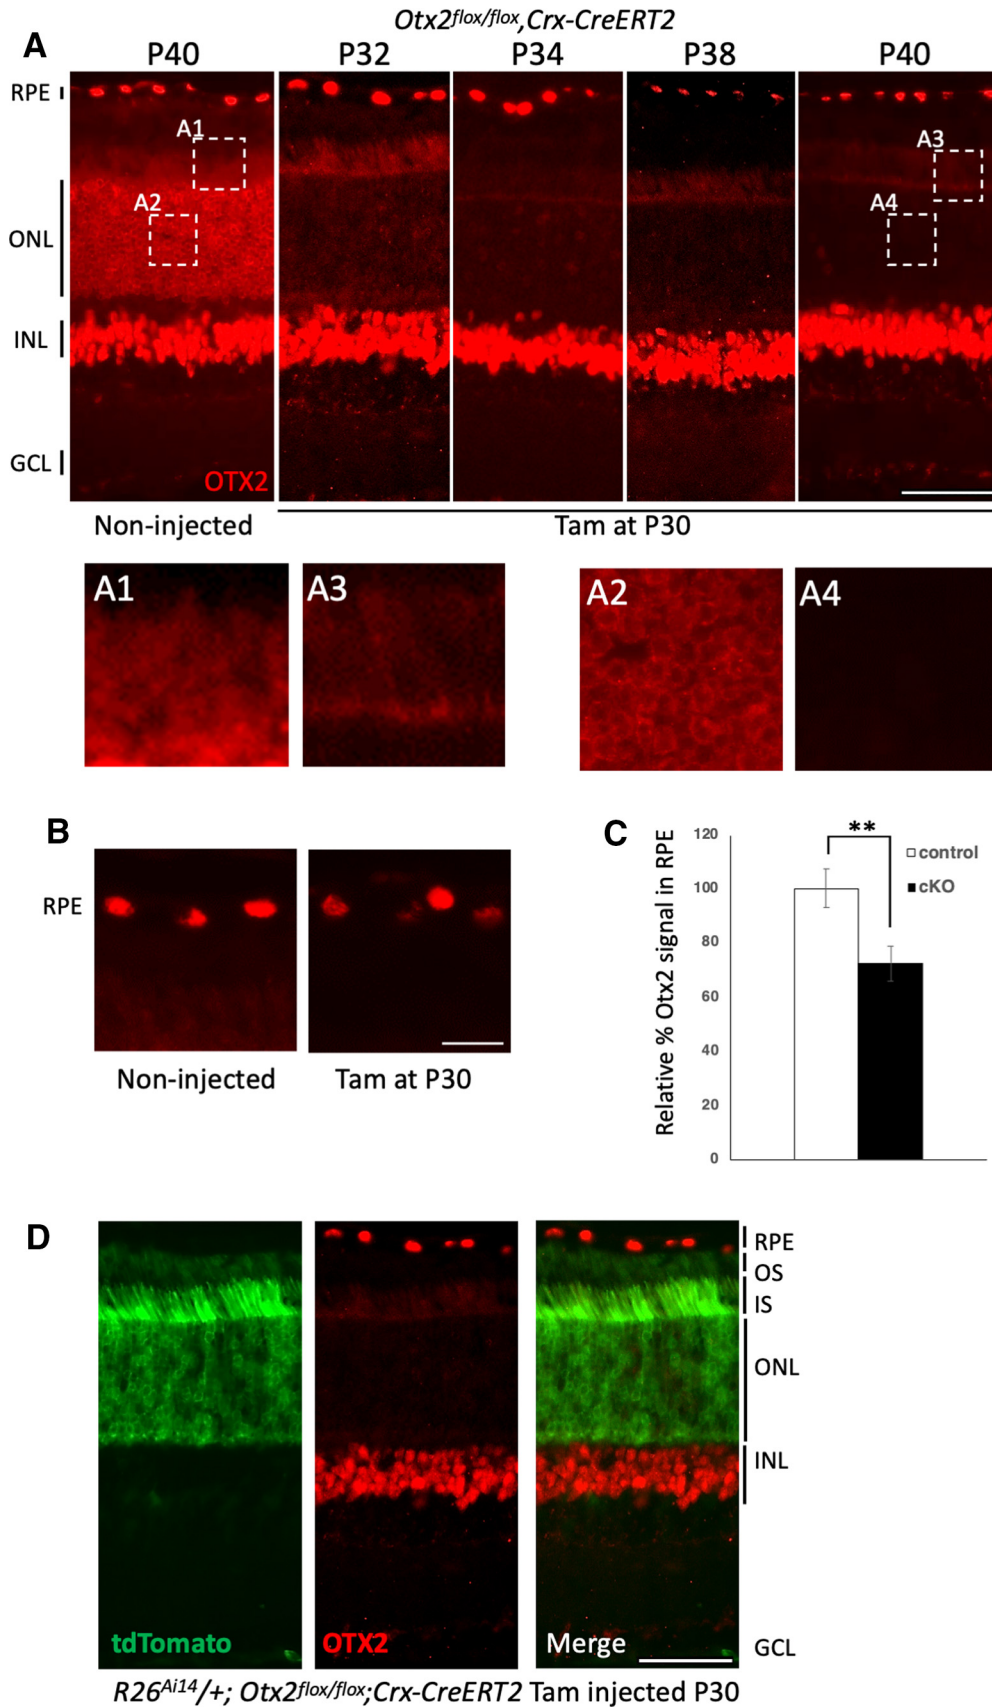 A
Otx2flox/flox,Crx-CreERT2
P40 P32 P34 P38 P40
RPE
A1
A2
A3
A4
ONL
INL
GCL
OTX2
Non-injected
Tam at P30
A1 A3 A2 A4
B
RPE
Non-injected
Tam at P30
C
Relative % Otx2 signal in RPE
120
100
80
60
40
20
0
**
control
cKO
D
RPE
OS
IS
ONL
INL
GCL
tdTomato
OTX2
Merge
R26Ai14/+; Otx2flox/flox;Crx-CreERT2 Tam injected P30